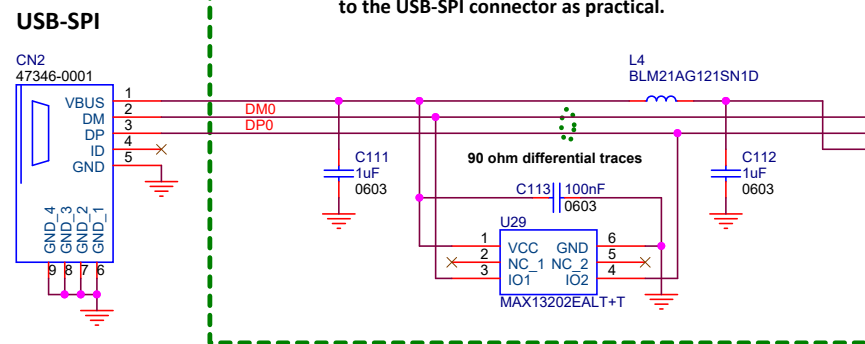 to the USB-SPI connector as practical.
USB-SPI
CN2
47346-0001
L4
BLM21AG121SN1D
VBUS 1
DM 2
DP 3
ID 4
GND 5
DM0
DP0
90 ohm differential traces
C111
1uF
0603
C112
1uF
0603
C113 100nF
0603
U29
1 VCC GND 6
2 NC_1 NC_2 5
3 IO1 IO2 4
MAX13202EALT+T
GND_4 GND_3 GND_2 GND_1
9 8 7 6